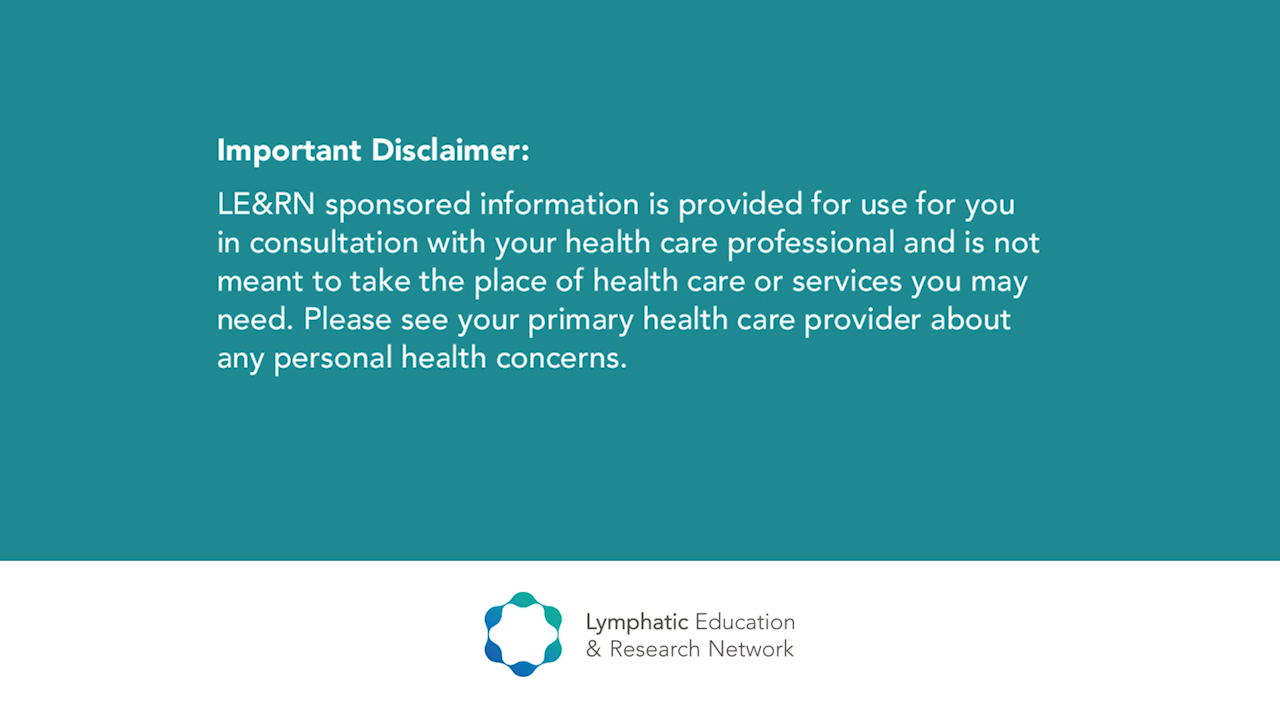 Important Disclaimer:
LE&RN sponsored information is provided for use for you
in consultation with your health care professional and is not
meant to take the place of health care or services you may
need. Please see your primary health care provider about
any personal health concerns.
Lymphatic Education
& Research Network